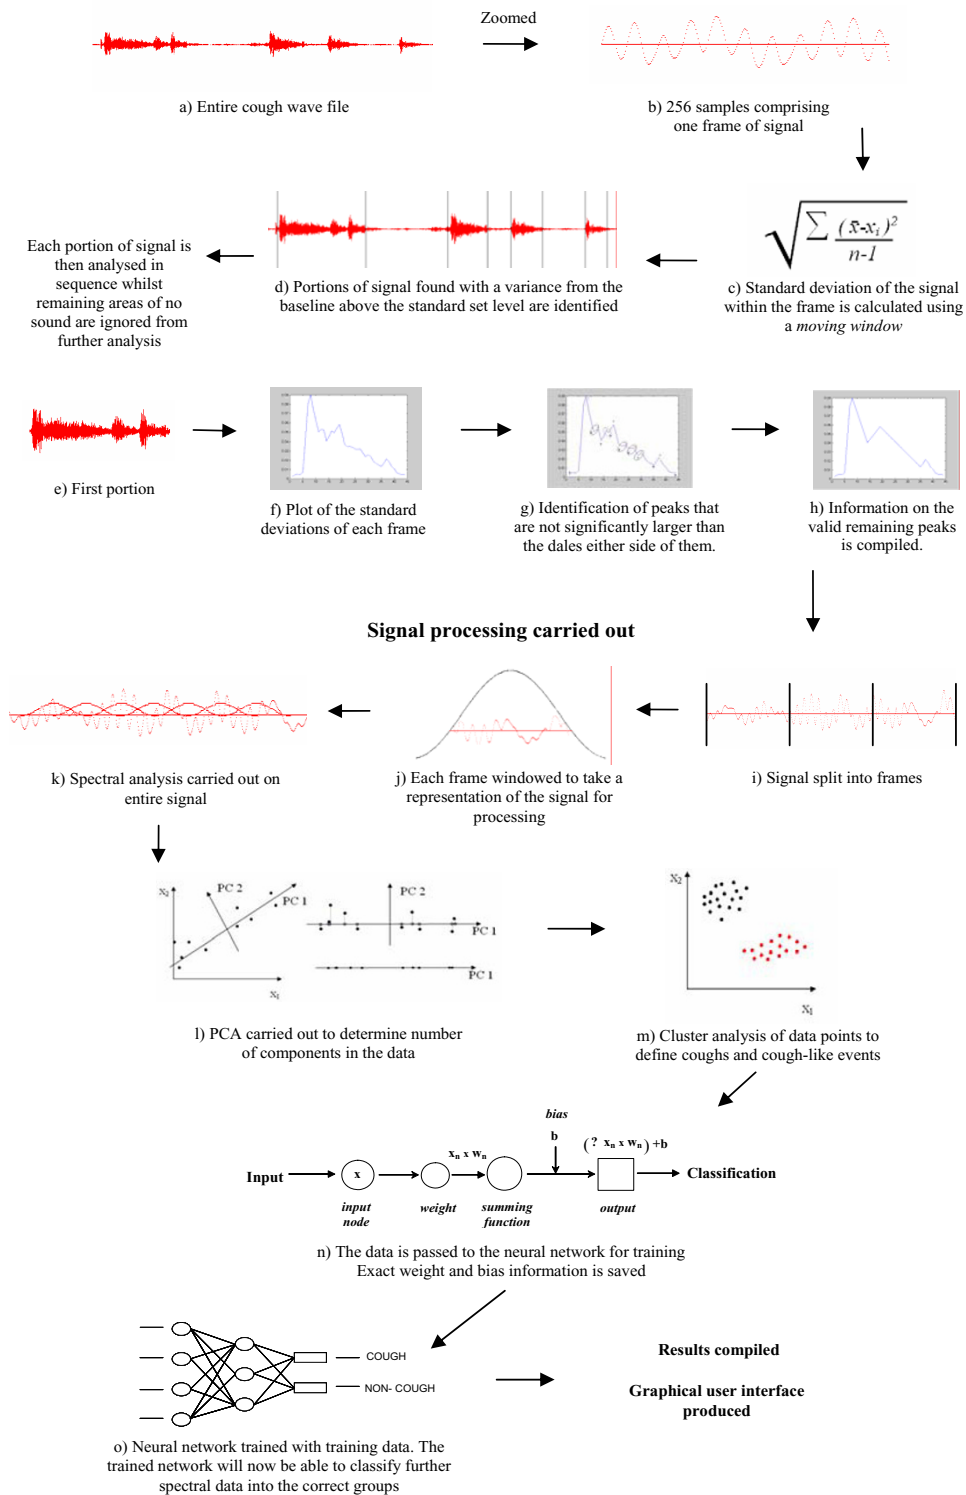 Zoomed
a) Entire cough wave file
b) 256 samples comprising
one frame of signal
Each portion of signal is
then analysed in
sequence whilst
remaining areas of no
sound are ignored from
further analysis
d) Portions of signal found with a variance from the
baseline above the standard set level are identified
√ ∑ (x̄-xᵢ)² / n-1
c) Standard deviation of the signal
within the frame is calculated using
a moving window
e) First portion
f) Plot of the standard
deviations of each frame
g) Identification of peaks that
are not significantly larger than
the dales either side of them.
h) Information on the
valid remaining peaks
is compiled.
Signal processing carried out
k) Spectral analysis carried out on
entire signal
j) Each frame windowed to take a
representation of the signal for
processing
i) Signal split into frames
X₂
PC 2
PC 1
X₁
PC 2
PC 1
PC 1
X₂
X₁
l) PCA carried out to determine number
of components in the data
m) Cluster analysis of data points to
define coughs and cough-like events
bias
b
xₙ x wₙ
(? xₙ x wₙ) +b
Input
x
Classification
input
node
weight
summing
function
output
n) The data is passed to the neural network for training
Exact weight and bias information is saved
COUGH
NON- COUGH
Results compiled
Graphical user interface
produced
o) Neural network trained with training data. The
trained network will now be able to classify further
spectral data into the correct groups